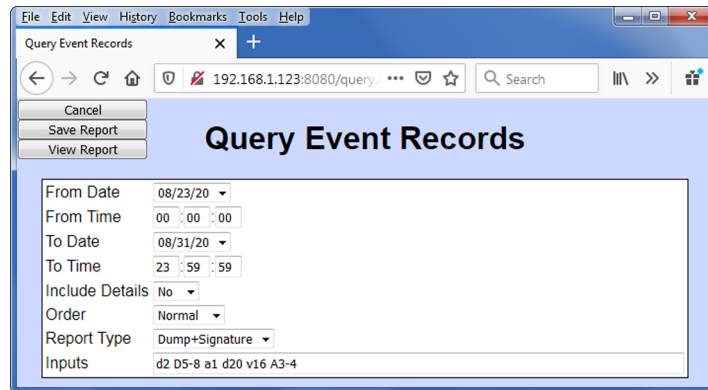 File Edit View History Bookmarks Tools Help
Query Event Records
192.168.1.123:8080/query
Search
Cancel
Save Report
View Report
Query Event Records
From Date 08/23/20
From Time 00 : 00 : 00
To Date 08/31/20
To Time 23 : 59 : 59
Include Details No
Order Normal
Report Type Dump+Signature
Inputs d2 D5-8 a1 d20 v16 A3-4